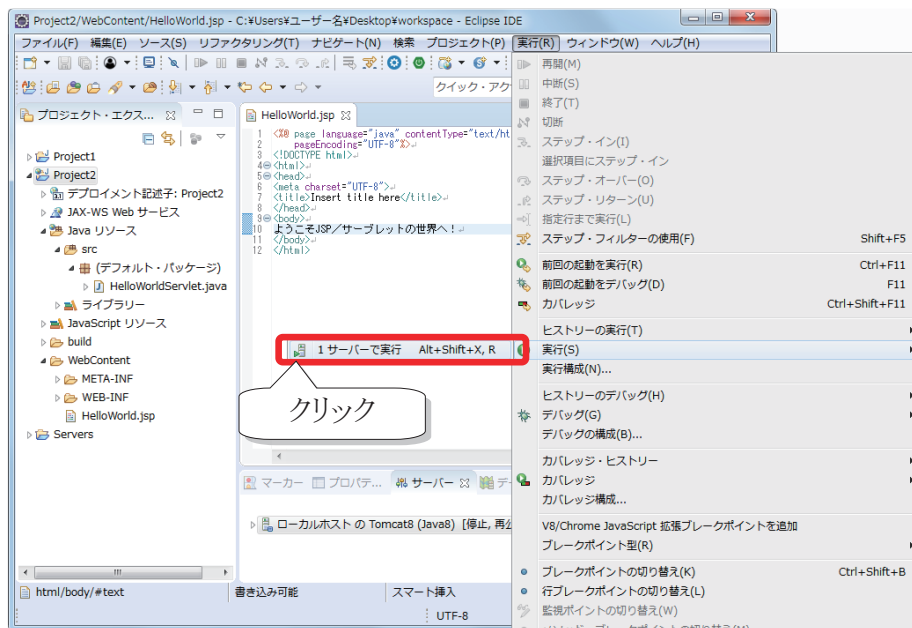 Project2/WebContent/HelloWorld.jsp - C:¥Users¥ユーザー名¥Desktop¥workspace - Eclipse IDE
ファイル(F) 編集(E) ソース(S) リファクタリング(T) ナビゲート(N) 検索 プロジェクト(P) 実行(R) ウィンドウ(W) ヘルプ(H)
クイック・アク
プロジェクト・エクス...
Project1
Project2
デプロイメント記述子: Project2
JAX-WS Web サービス
Java リソース
src
(デフォルト・パッケージ)
HelloWorldServlet.java
ライブラリー
JavaScript リソース
build
WebContent
META-INF
WEB-INF
HelloWorld.jsp
Servers
HelloWorld.jsp
1 <%@ page language="java" contentType="text/ht
2 pageEncoding="UTF-8"%>
3 <!DOCTYPE html>
4 <html>
5 <head>
6 <meta charset="UTF-8">
7 <title>Insert title here</title>
8 </head>
9 <body>
10 ようこそJSP/サーブレットの世界へ!
11 </body>
12 </html>
1 サーバーで実行 Alt+Shift+X, R
クリック
マーカー プロパテ... サーバー デー
ローカルホスト の Tomcat8 (Java8) [停止, 再公
html/body/#text 書き込み可能 スマート挿入
UTF-8
再開(M)
中断(S)
終了(T)
切断
ステップ・イン(I)
選択項目にステップ・イン
ステップ・オーバー(O)
ステップ・リターン(U)
指定行まで実行(L)
ステップ・フィルターの使用(F) Shift+F5
前回の起動を実行(R) Ctrl+F11
前回の起動をデバッグ(D) F11
カバレッジ Ctrl+Shift+F11
ヒストリーの実行(T)
実行(S)
実行構成(N)...
ヒストリーのデバッグ(H)
デバッグ(G)
デバッグの構成(B)...
カバレッジ・ヒストリー
カバレッジ
カバレッジ構成...
V8/Chrome JavaScript 拡張ブレークポイントを追加
ブレークポイント型(R)
ブレークポイントの切り替え(K) Ctrl+Shift+B
行ブレークポイントの切り替え(L)
監視ポイントの切り替え(W)